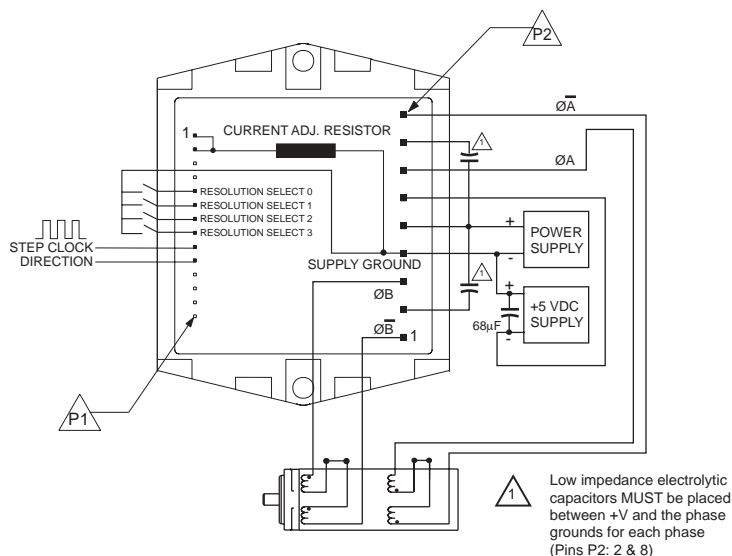 P2
ØA̅
1
CURRENT ADJ. RESISTOR
1
ØA
RESOLUTION SELECT 0
RESOLUTION SELECT 1
RESOLUTION SELECT 2
RESOLUTION SELECT 3
STEP CLOCK
DIRECTION
+
POWER
SUPPLY
-
SUPPLY GROUND
1
ØB
+
+5 VDC
SUPPLY
-
68µF
ØB̅
1
P1
1
Low impedance electrolytic
capacitors MUST be placed
between +V and the phase
grounds for each phase
(Pins P2: 2 & 8)